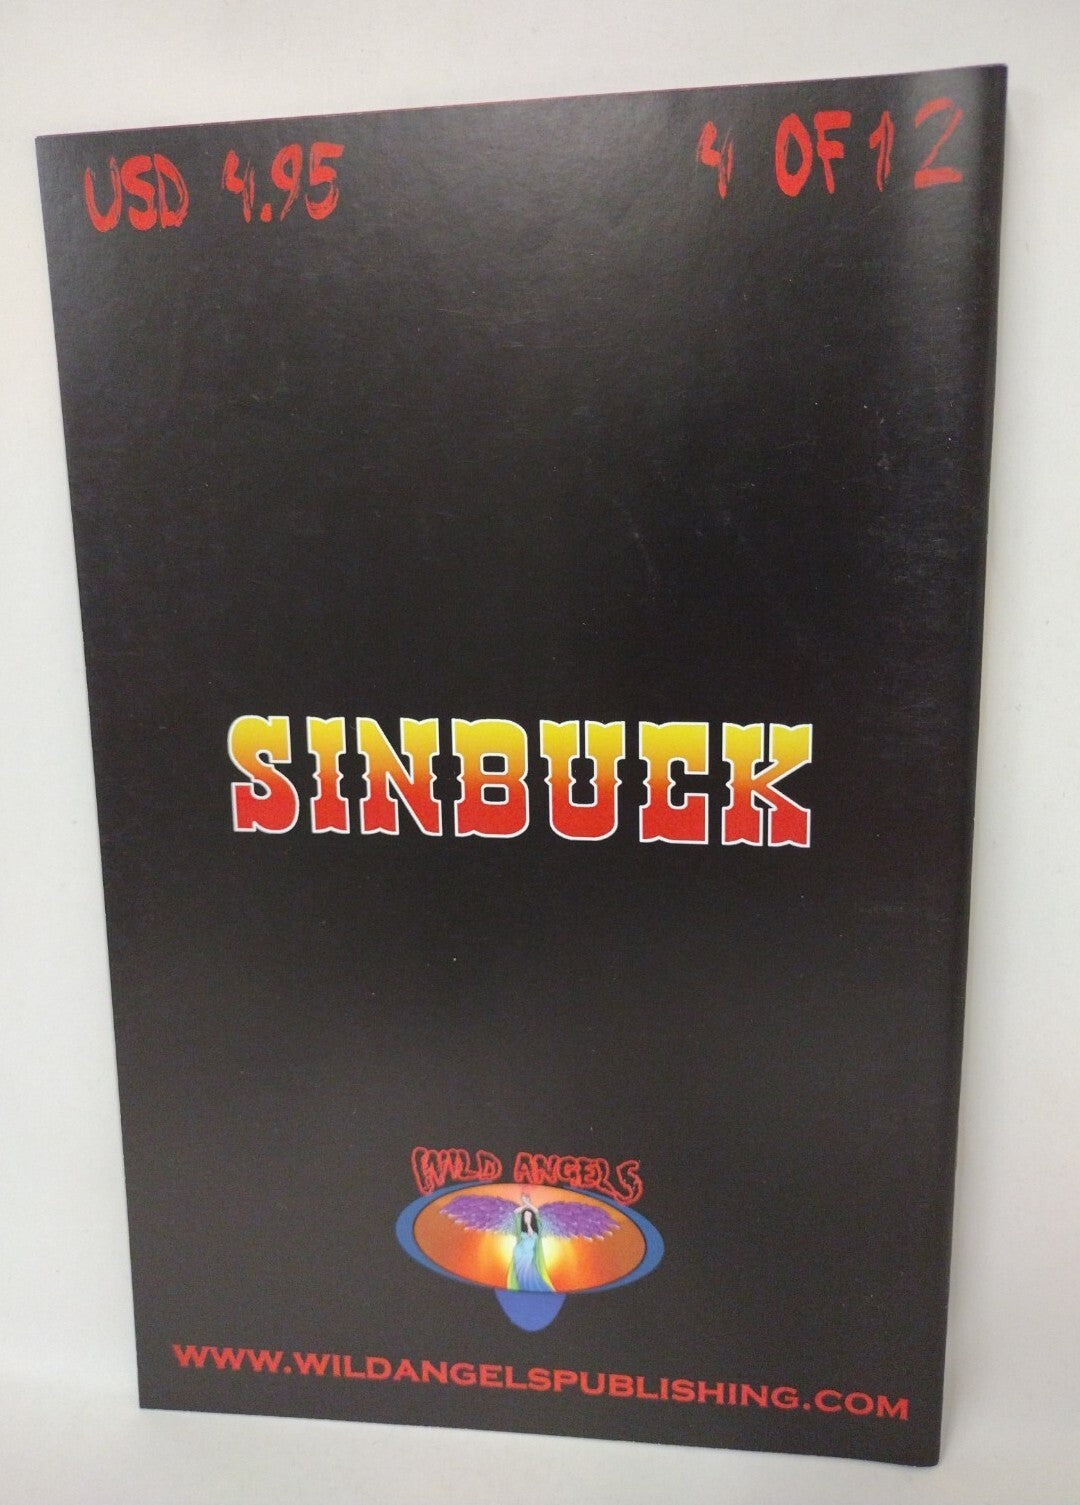 USD 4.95
4 OF 12
SINBUCK
WILD ANGELS
WWW.WILDANGELSPUBLISHING.COM